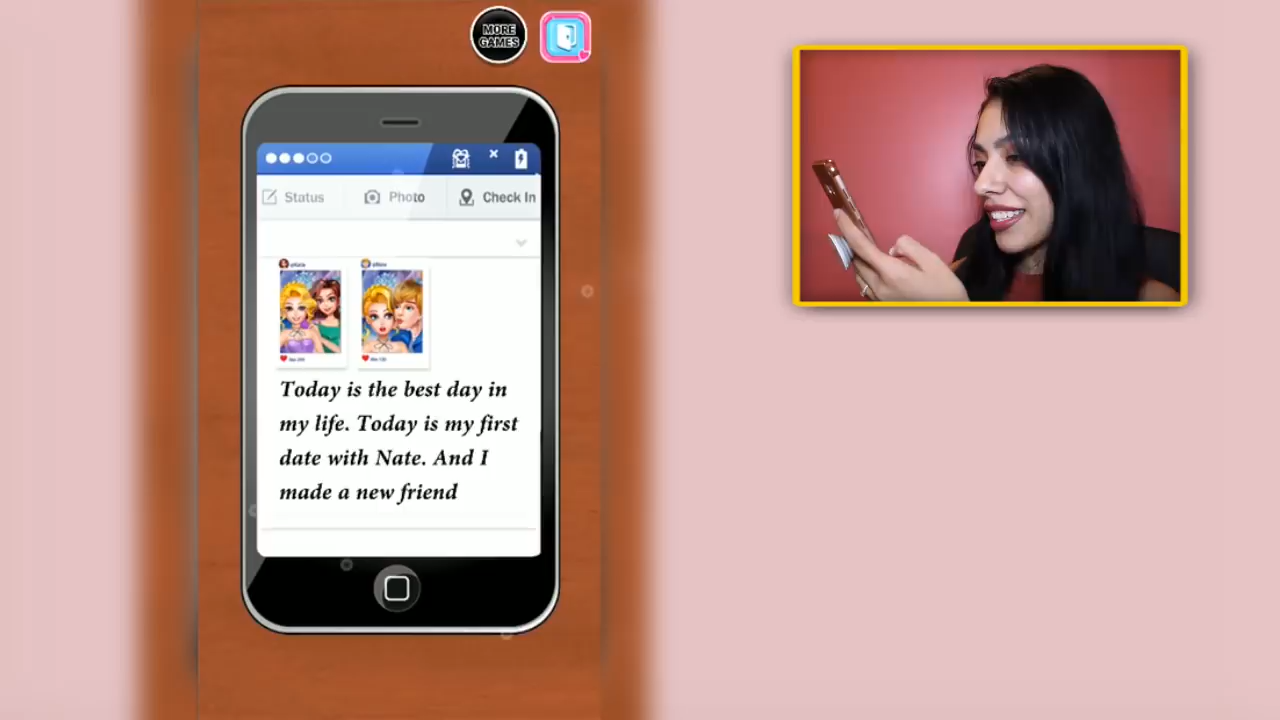 MORE
GAMES
Status
Photo
Check In
Today is the best day in
my life. Today is my first
date with Nate. And I
made a new friend